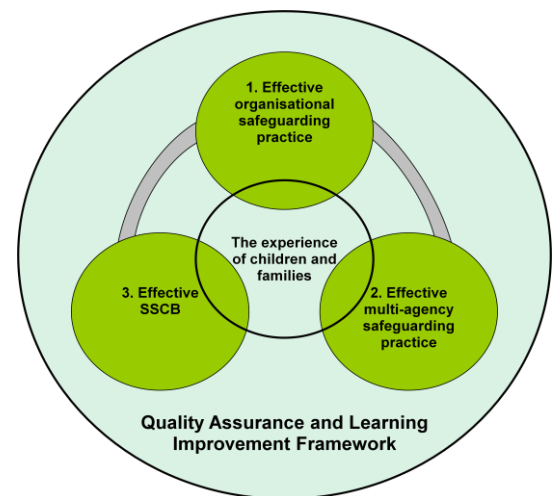 1. Effective
organisational
safeguarding
practice
The experience
of children and
families
3. Effective
SSCB
2. Effective
multi-agency
safeguarding
practice
Quality Assurance and Learning
Improvement Framework